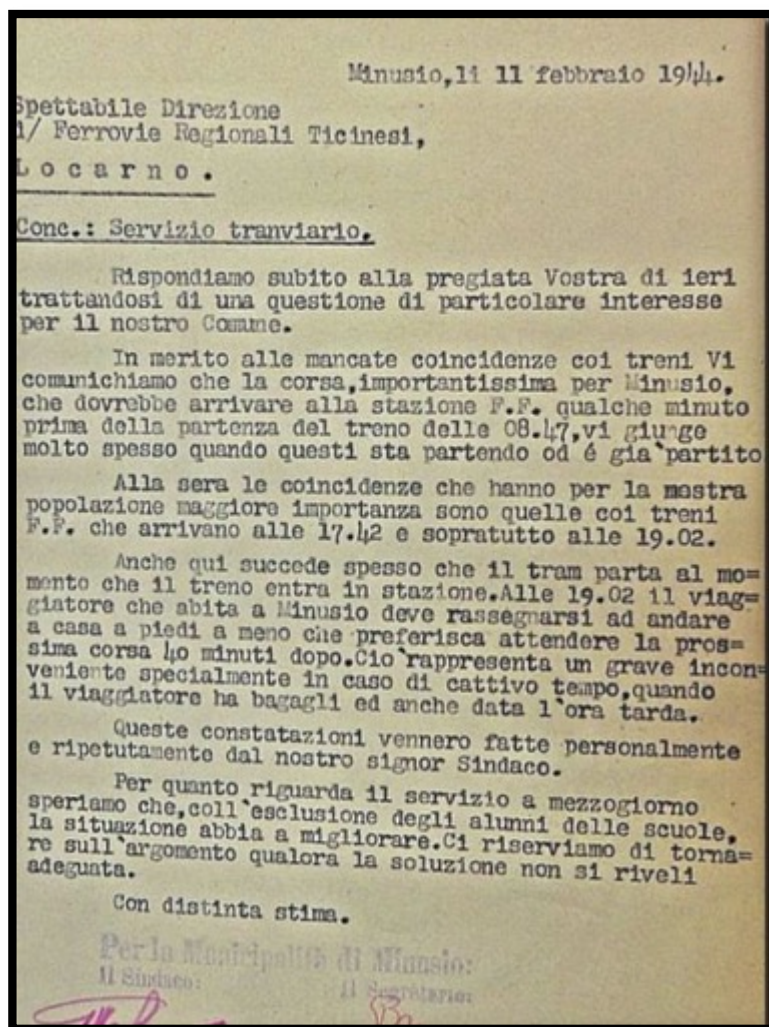 Minusio,li 11 febbraio 1944.
Spettabile Direzione
d/ Ferrovie Regionali Ticinesi,
Locarno.
Conc.: Servizio tranviario.
Rispondiamo subito alla pregiata Vostra di ieri
trattandosi di una questione di particolare interesse
per il nostro Comune.
In merito alle mancate coincidenze coi treni Vi
comunichiamo che la corsa,importantissima per Minusio,
che dovrebbe arrivare alla stazione F.F. qualche minuto
prima della partenza del treno delle 08.47,vi giunge
molto spesso quando questi sta partendo od é gia`partito
Alla sera le coincidenze che hanno per la nostra
popolazione maggiore importanza sono quelle coi treni
F.F. che arrivano alle 17.42 e sopratutto alle 19.02.
Anche qui succede spesso che il tram parta al mo=
mento che il treno entra in stazione.Alle 19.02 il viag=
giatore che abita a Minusio deve rassegnarsi ad andare
a casa a piedi a meno che preferisca attendere la pros=
sima corsa 40 minuti dopo.Cio`rappresenta un grave incon=
veniente specialmente in caso di cattivo tempo,quando
il viaggiatore ha bagagli ed anche data l`ora tarda.
Queste constatazioni vennero fatte personalmente
e ripetutamente dal nostro signor Sindaco.
Per quanto riguarda il servizio a mezzogiorno
speriamo che,coll`esclusione degli alunni delle scuole,
la situazione abbia a migliorare.Ci riserviamo di torna=
re sull`argomento qualora la soluzione non si riveli
adeguata.
Con distinta stima.
Per la Municipalità di Minusio:
Il Sindaco: Il Segretario: